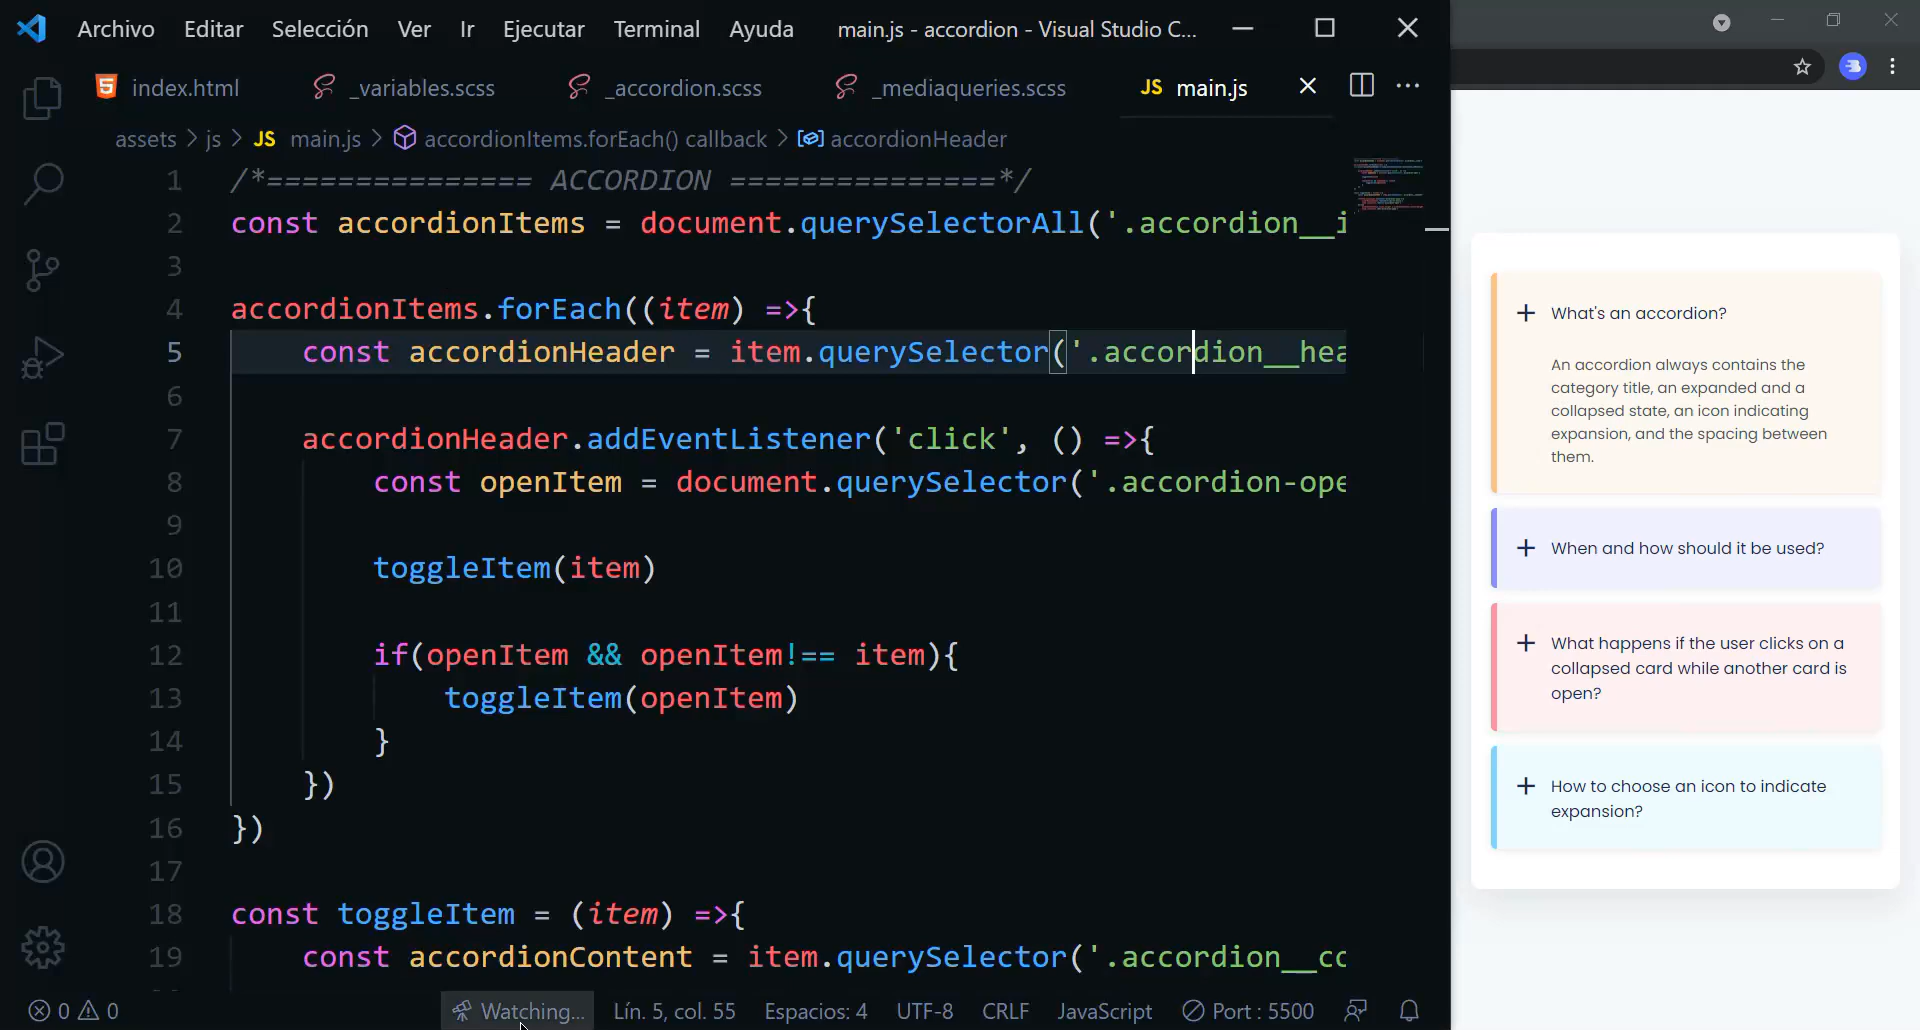 Archivo Editar Selección Ver Ir Ejecutar Terminal Ayuda main.js - accordion - Visual Studio C...
index.html _variables.scss _accordion.scss _mediaqueries.scss JS main.js
assets > js > JS main.js > accordionItems.forEach() callback > accordionHeader
1 /*=============== ACCORDION ===============*/
2 const accordionItems = document.querySelectorAll('.accordion__i
3
4 accordionItems.forEach((item) =>{
5 const accordionHeader = item.querySelector('.accordion__hea
6
7 accordionHeader.addEventListener('click', () =>{
8 const openItem = document.querySelector('.accordion-ope
9
10 toggleItem(item)
11
12 if(openItem && openItem!== item){
13 toggleItem(openItem)
14 }
15 })
16 })
17
18 const toggleItem = (item) =>{
19 const accordionContent = item.querySelector('.accordion__co
0 0 Watching... Lín. 5, col. 55 Espacios: 4 UTF-8 CRLF JavaScript Port : 5500
What's an accordion?
An accordion always contains the
category title, an expanded and a
collapsed state, an icon indicating
expansion, and the spacing between
them.
When and how should it be used?
What happens if the user clicks on a
collapsed card while another card is
open?
How to choose an icon to indicate
expansion?